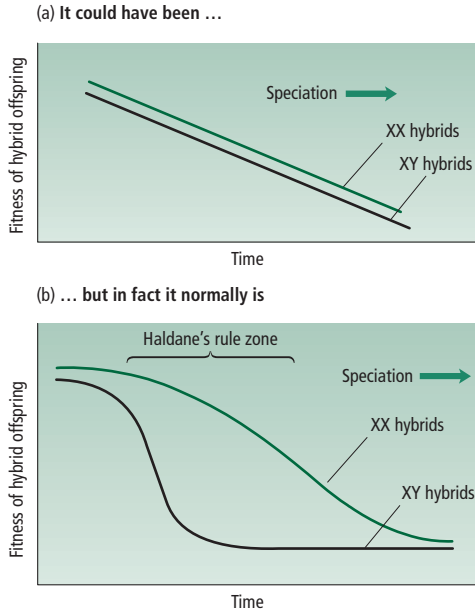 (a) It could have been ...
Fitness of hybrid offspring
Speciation
XX hybrids
XY hybrids
Time
(b) ... but in fact it normally is
Haldane's rule zone
Fitness of hybrid offspring
Speciation
XX hybrids
XY hybrids
Time